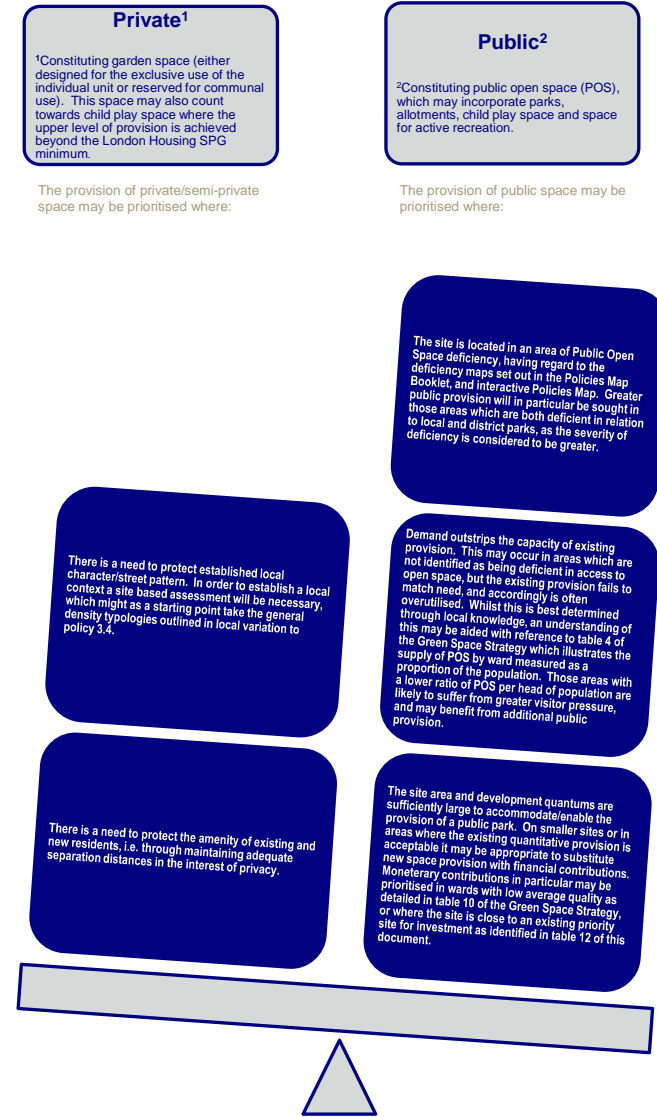 Private¹
¹Constituting garden space (either
designed for the exclusive use of the
individual unit or reserved for communal
use).  This space may also count
towards child play space where the
upper level of provision is achieved
beyond the London Housing SPG
minimum.
The provision of private/semi-private
space may be prioritised where:
There is a need to protect established local
character/street pattern.  In order to establish a local
context a site based assessment will be necessary,
which might as a starting point take the general
density typologies outlined in local variation to
policy 3.4.
There is a need to protect the amenity of existing and
new residents, i.e. through maintaining adequate
separation distances in the interest of privacy.
Public²
²Constituting public open space (POS),
which may incorporate parks,
allotments, child play space and space
for active recreation.
The provision of public space may be
prioritised where:
The site is located in an area of Public Open
Space deficiency, having regard to the
deficiency maps set out in the Policies Map
Booklet, and interactive Policies Map.  Greater
public provision will in particular be sought in
those areas which are both deficient in relation
to local and district parks, as the severity of
deficiency is considered to be greater.
Demand outstrips the capacity of existing
provision.  This may occur in areas which are
not identified as being deficient in access to
open space, but the existing provision fails to
match need, and accordingly is often
overutilised.  Whilst this is best determined
through local knowledge, an understanding of
this may be aided with reference to table 4 of
the Green Space Strategy which illustrates the
supply of POS by ward measured as a
proportion of the population.  Those areas with
a lower ratio of POS per head of population are
likely to suffer from greater visitor pressure,
and may benefit from additional public
provision.
The site area and development quantums are
sufficiently large to accommodate/enable the
provision of a public park.  On smaller sites or in
areas where the existing quantitative provision is
acceptable it may be appropriate to substitute
new space provision with financial contributions.
Moneterary contributions in particular may be
prioritised in wards with low average quality as
detailed in table 10 of the Green Space Strategy,
or where the site is close to an existing priority
site for investment as identified in table 12 of this
document.